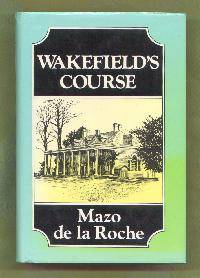 WAKEFIELD'S
COURSE
Mazo
de la Roche